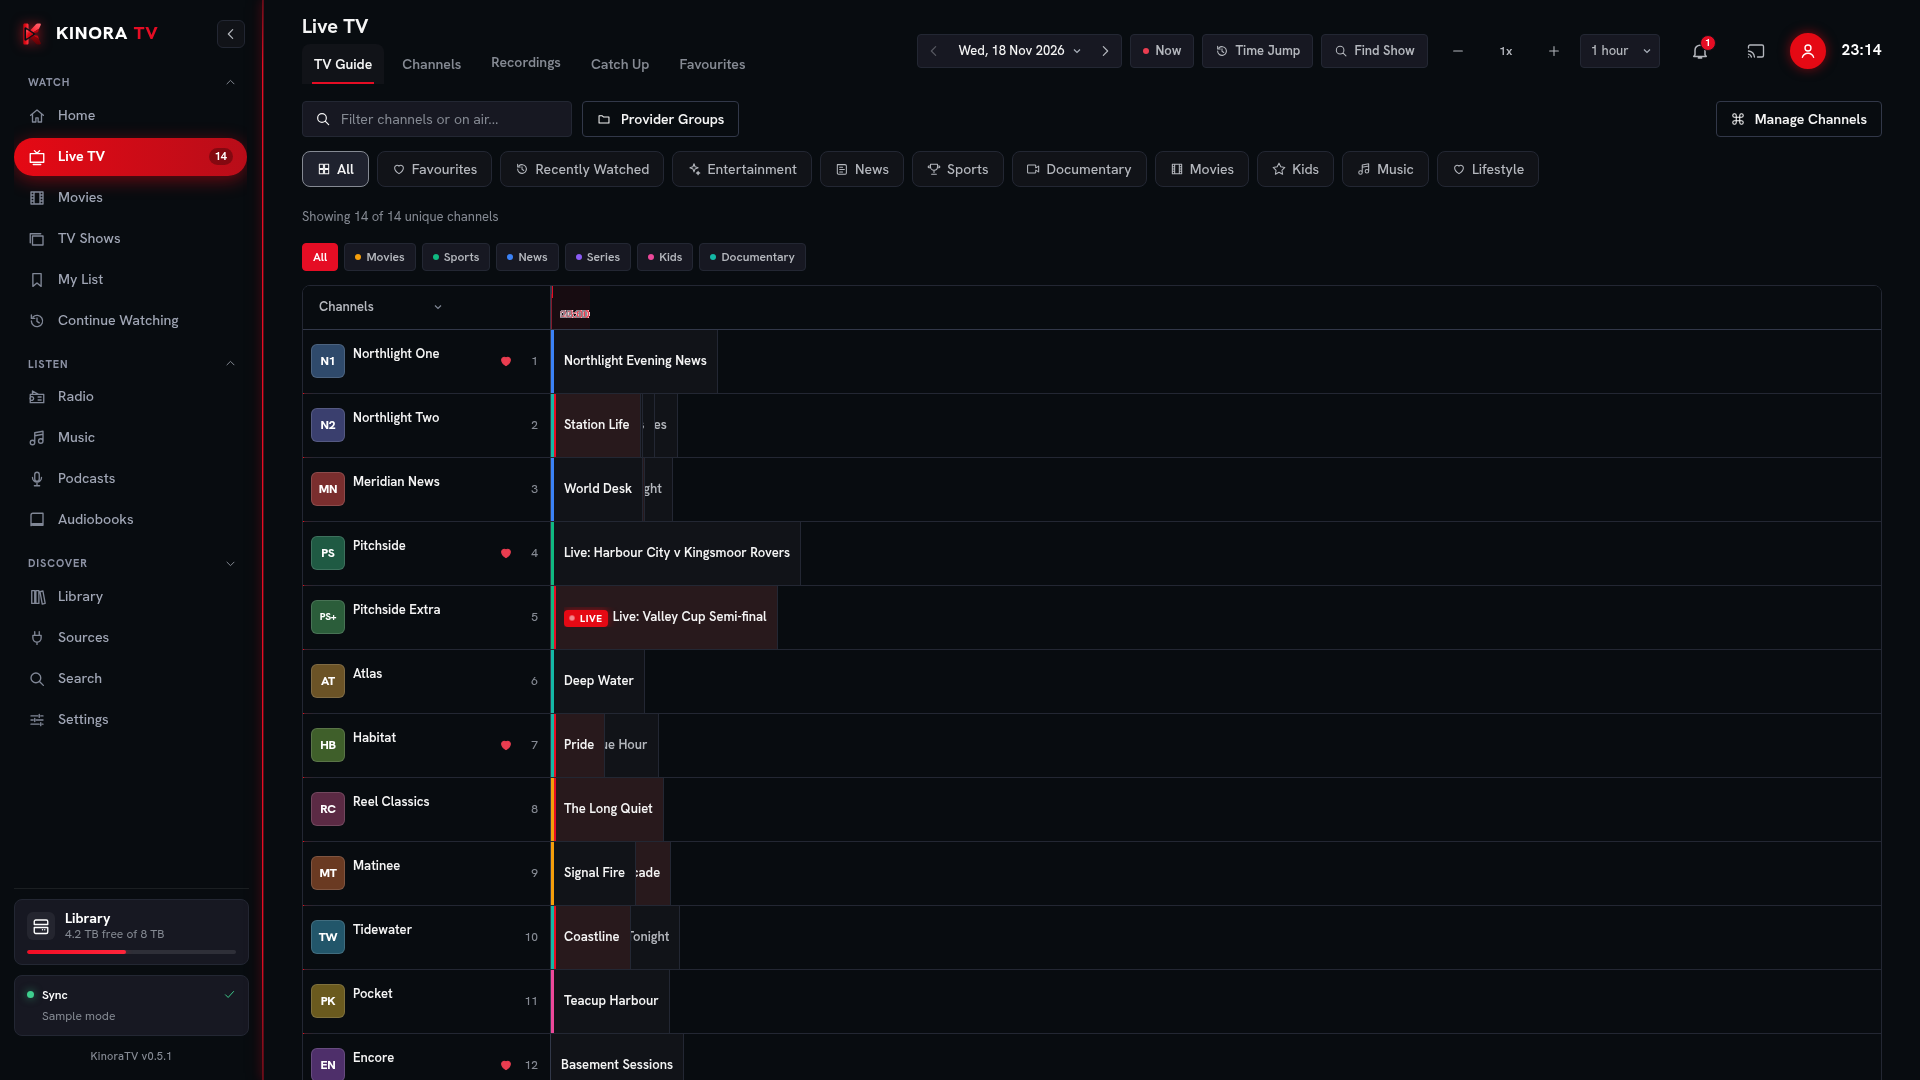 KINORA TV
WATCH
Home
Live TV 14
Movies
TV Shows
My List
Continue Watching
LISTEN
Radio
Music
Podcasts
Audiobooks
DISCOVER
Library
Sources
Search
Settings
Library
4.2 TB free of 8 TB
Sync
Sample mode
KinoraTV v0.5.1
Live TV
TV Guide Channels Recordings Catch Up Favourites
Wed, 18 Nov 2026 Now Time Jump Find Show − 1x + 1 hour 1 23:14
Filter channels or on air... Provider Groups Manage Channels
All Favourites Recently Watched Entertainment News Sports Documentary Movies Kids Music Lifestyle
Showing 14 of 14 unique channels
All Movies Sports News Series Kids Documentary
Channels
N1 Northlight One 1 Northlight Evening News
N2 Northlight Two 2 Station Life es
MN Meridian News 3 World Desk ght
PS Pitchside 4 Live: Harbour City v Kingsmoor Rovers
PS+ Pitchside Extra 5 LIVE Live: Valley Cup Semi-final
AT Atlas 6 Deep Water
HB Habitat 7 Pride ue Hour
RC Reel Classics 8 The Long Quiet
MT Matinee 9 Signal Fire cade
TW Tidewater 10 Coastline Tonight
PK Pocket 11 Teacup Harbour
EN Encore 12 Basement Sessions